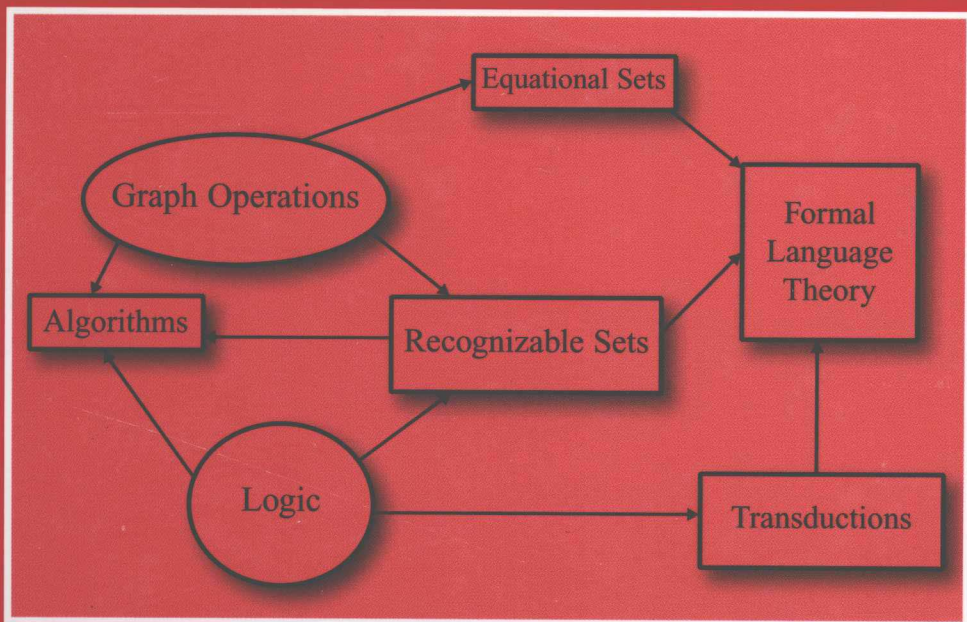 Equational Sets
Graph Operations
Formal
Language
Theory
Algorithms
Recognizable Sets
Logic
Transductions